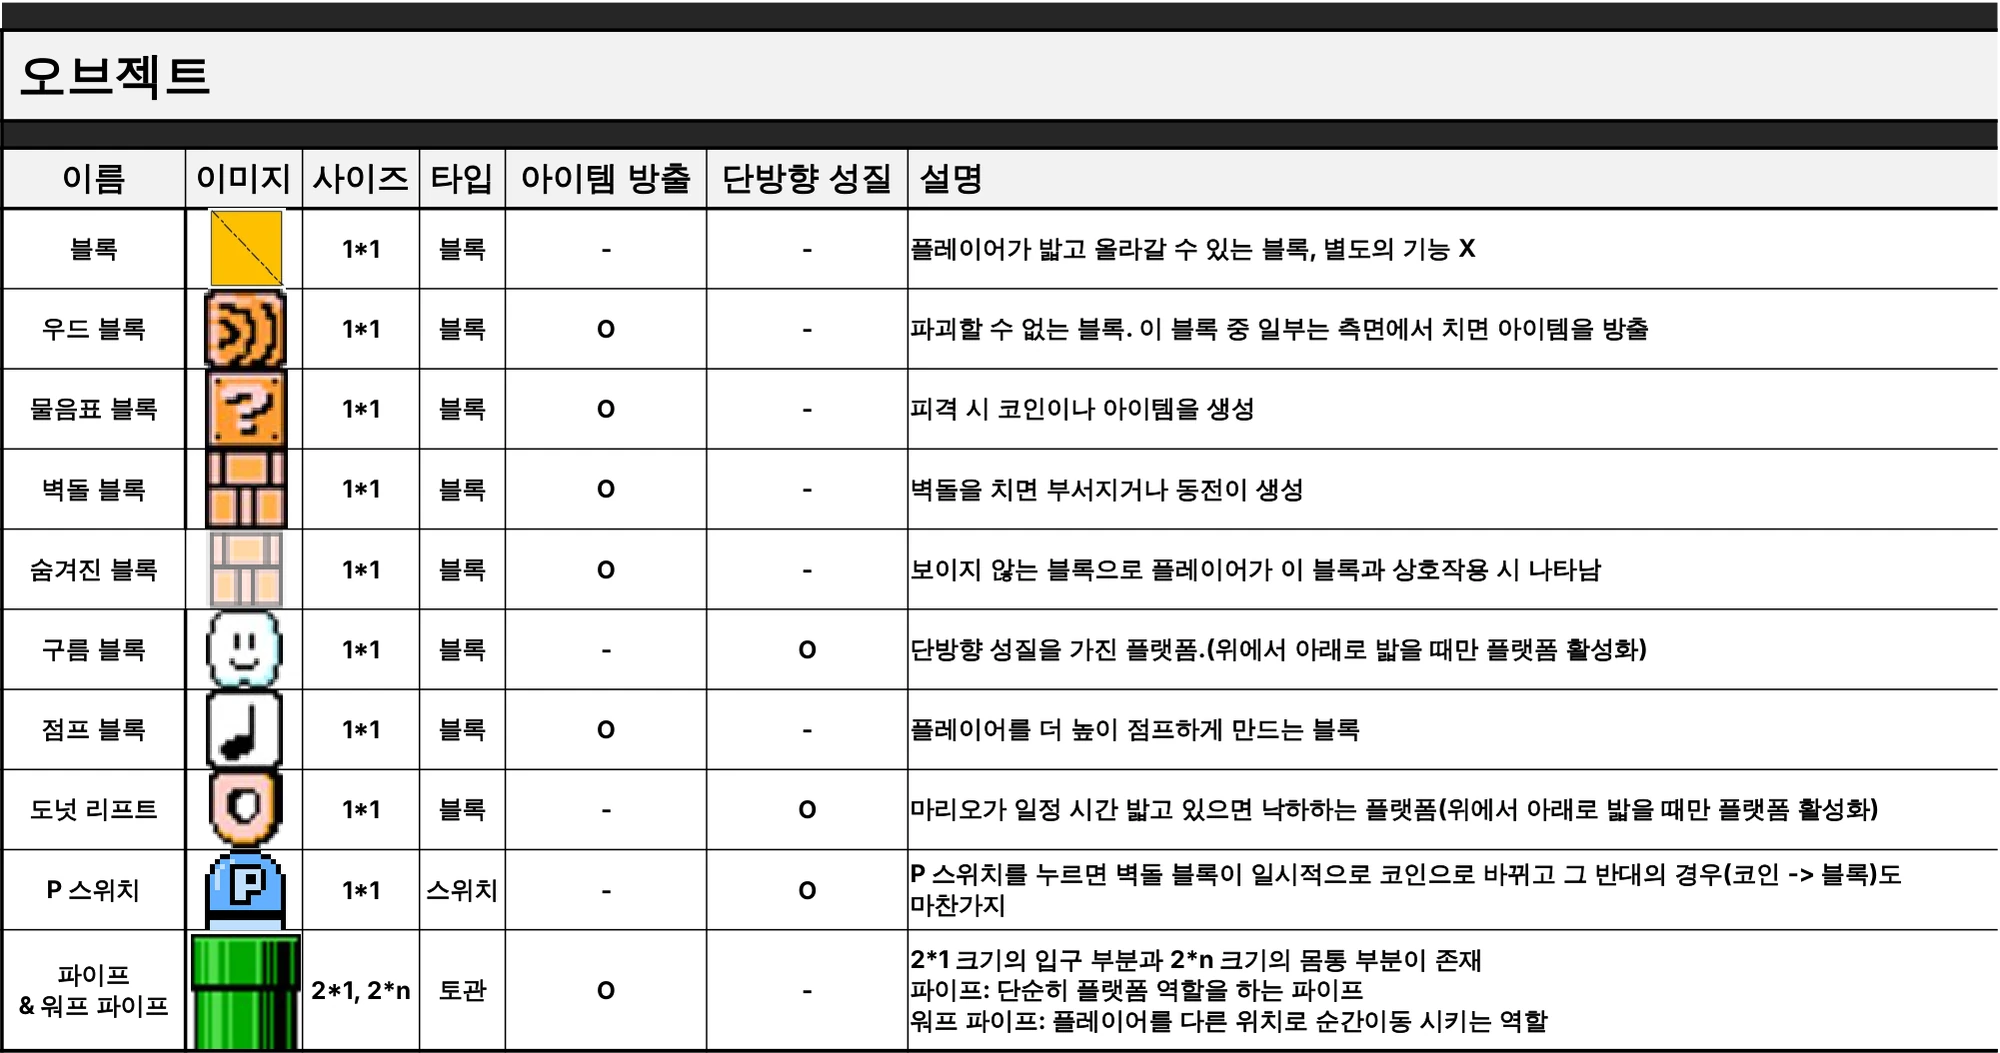 오브젝트
이름 이미지 사이즈 타입 아이템 방출 단방향 성질 설명
블록 1*1 블록 - - 플레이어가 밟고 올라갈 수 있는 블록, 별도의 기능 X
우드 블록 1*1 블록 O - 파괴할 수 없는 블록. 이 블록 중 일부는 측면에서 치면 아이템을 방출
물음표 블록 ? 1*1 블록 O - 피격 시 코인이나 아이템을 생성
벽돌 블록 1*1 블록 O - 벽돌을 치면 부서지거나 동전이 생성
숨겨진 블록 1*1 블록 O - 보이지 않는 블록으로 플레이어가 이 블록과 상호작용 시 나타남
구름 블록 1*1 블록 - O 단방향 성질을 가진 플랫폼.(위에서 아래로 밟을 때만 플랫폼 활성화)
점프 블록 1*1 블록 O - 플레이어를 더 높이 점프하게 만드는 블록
도넛 리프트 1*1 블록 - O 마리오가 일정 시간 밟고 있으면 낙하하는 플랫폼(위에서 아래로 밟을 때만 플랫폼 활성화)
P 스위치 P 1*1 스위치 - O P 스위치를 누르면 벽돌 블록이 일시적으로 코인으로 바뀌고 그 반대의 경우(코인 -> 블록)도
마찬가지
파이프
& 워프 파이프 2*1, 2*n 토관 O - 2*1 크기의 입구 부분과 2*n 크기의 몸통 부분이 존재
파이프: 단순히 플랫폼 역할을 하는 파이프
워프 파이프: 플레이어를 다른 위치로 순간이동 시키는 역할